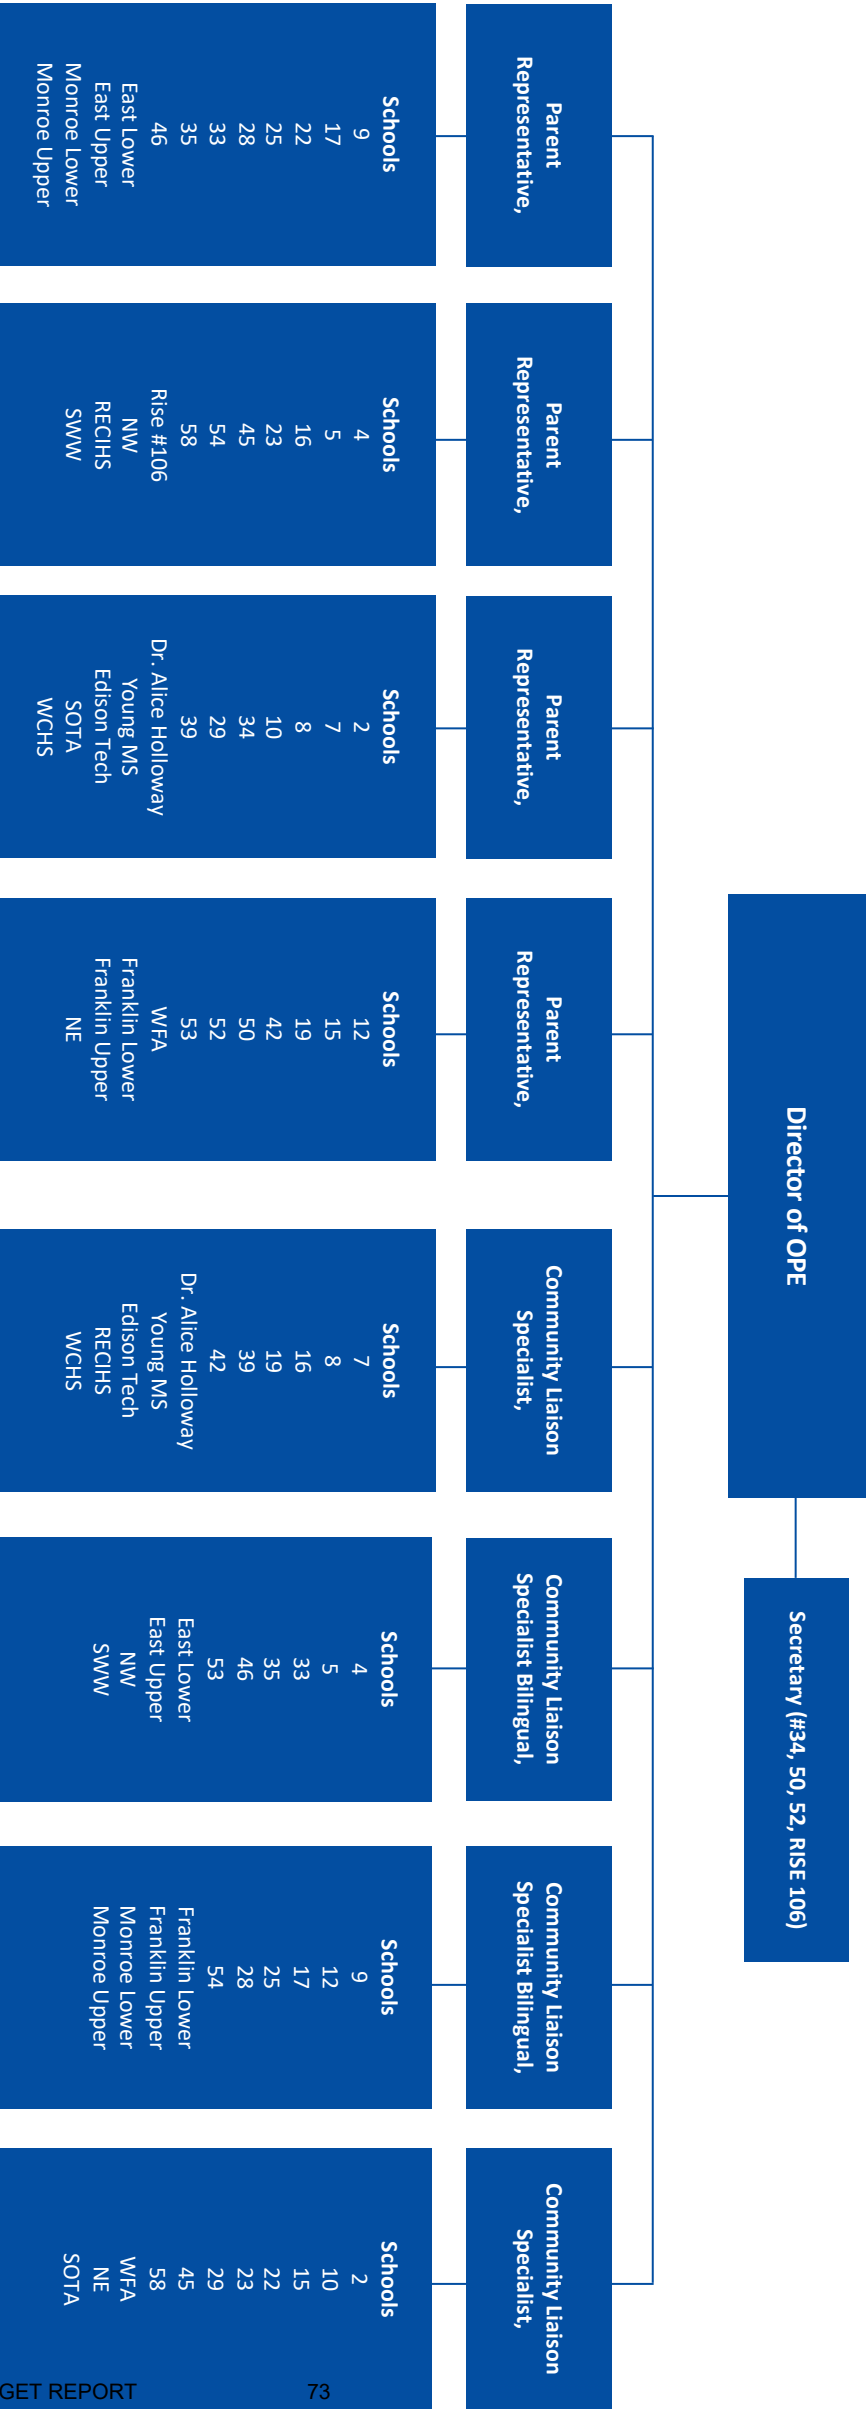 Director of OPE
Secretary (#34, 50, 52, RISE 106)
Parent
Representative,
Schools
9
17
22
25
28
33
35
46
East Lower
East Upper
Monroe Lower
Monroe Upper
Parent
Representative,
Schools
4
5
16
23
45
54
58
Rise #106
NW
RECIHS
SWW
Parent
Representative,
Schools
2
7
8
10
34
29
39
Dr. Alice Holloway
Young MS
Edison Tech
SOTA
WCHS
Parent
Representative,
Schools
12
15
19
42
50
52
53
WFA
Franklin Lower
Franklin Upper
NE
Community Liaison
Specialist,
Schools
7
8
16
19
39
42
Dr. Alice Holloway
Young MS
Edison Tech
RECIHS
WCHS
Community Liaison
Specialist Bilingual,
Schools
4
5
33
35
46
53
East Lower
East Upper
NW
SWW
Community Liaison
Specialist Bilingual,
Schools
9
12
17
25
28
54
Franklin Lower
Franklin Upper
Monroe Lower
Monroe Upper
Community Liaison
Specialist,
Schools
2
10
15
22
23
29
45
58
WFA
NE
SOTA
GET REPORT 73